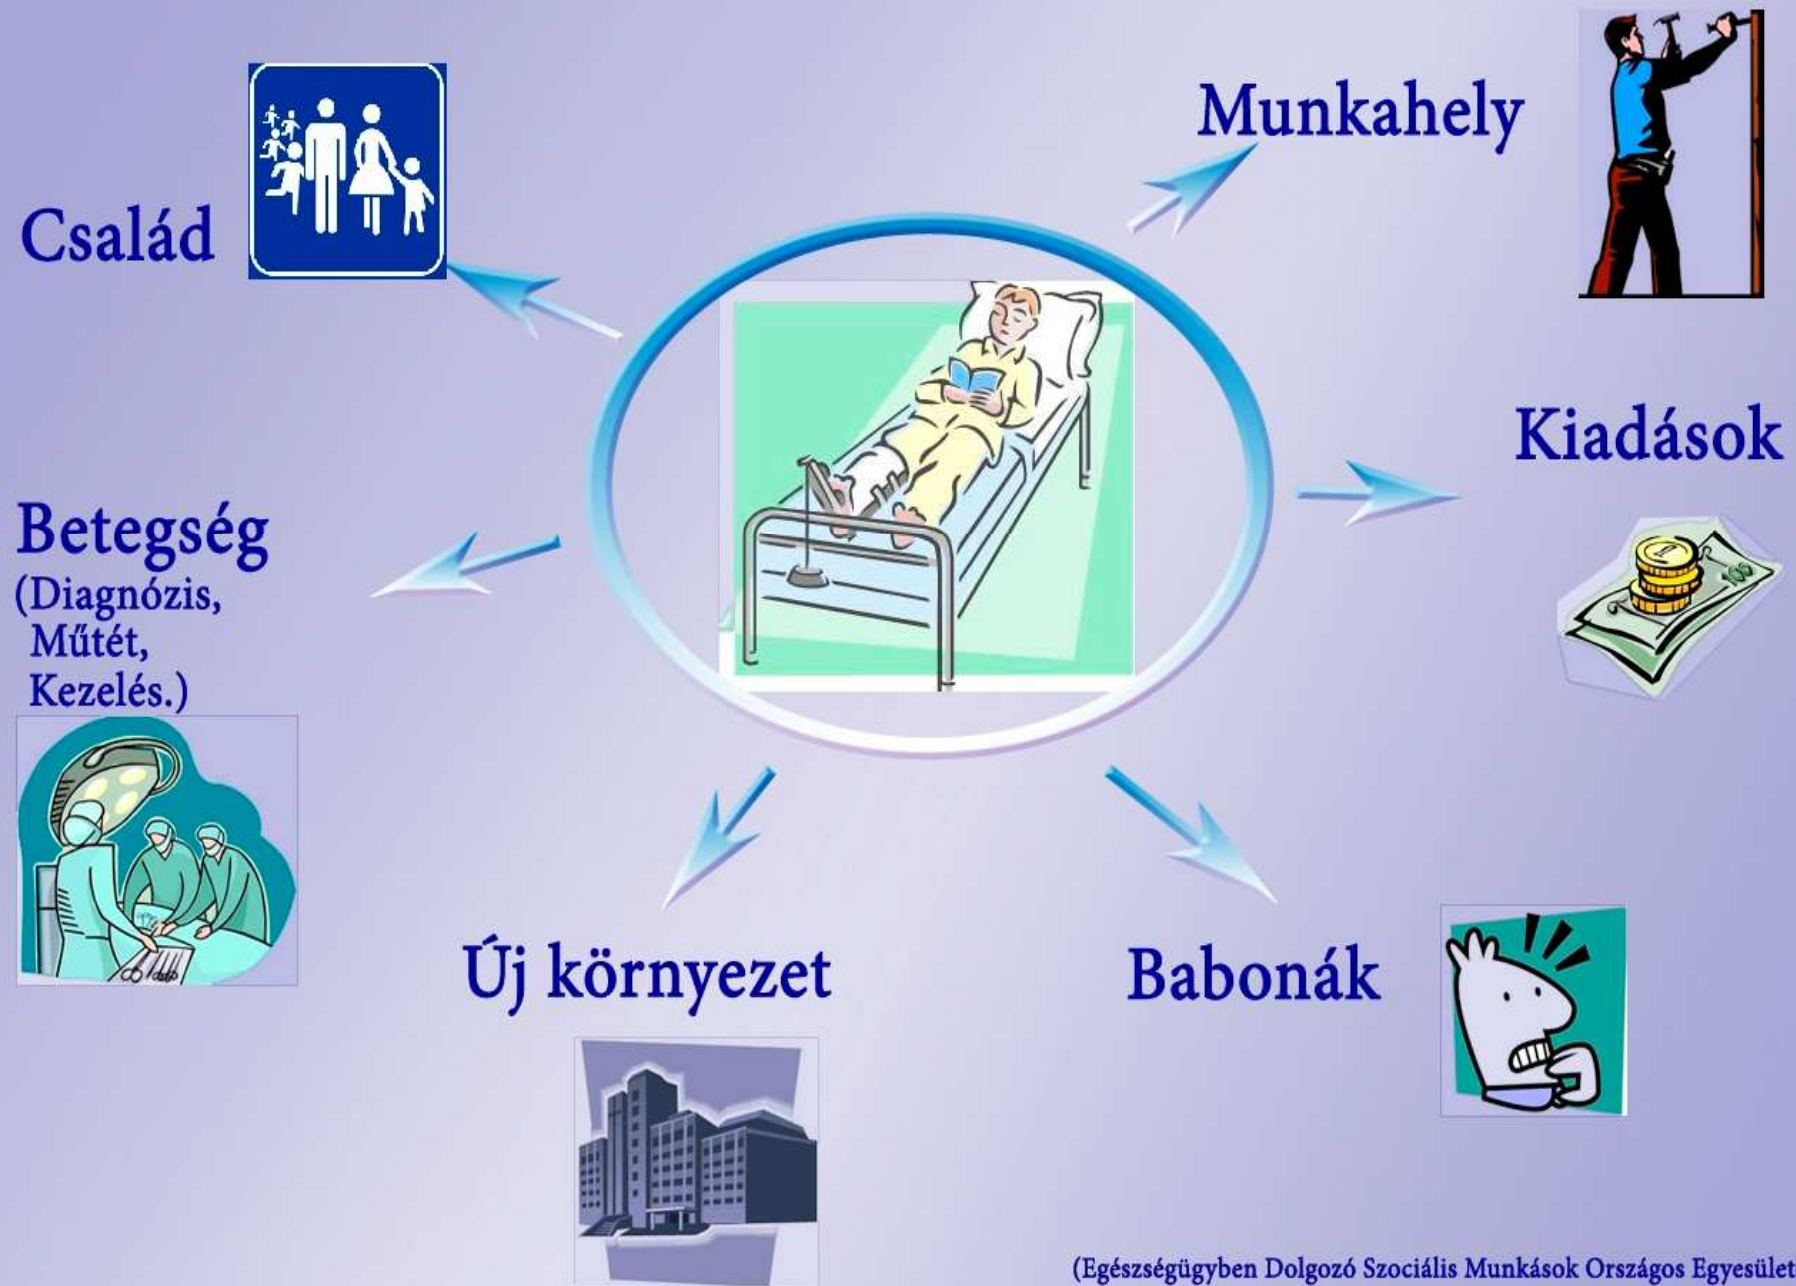 Munkahely
Család
Kiadások
Betegség
(Diagnózis,
Műtét,
Kezelés.)
Új környezet
Babonák
(Egészségügyben Dolgozó Szociális Munkások Országos Egyesület